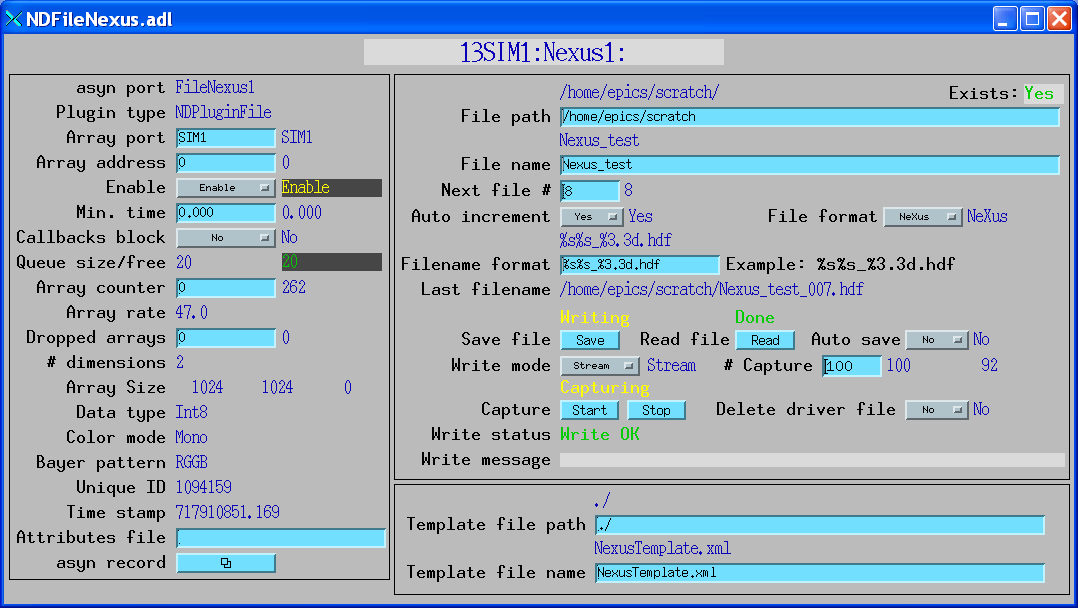 NDFileNexus.adl
13SIM1:Nexus1:
asyn port FileNexus1
Plugin type NDPluginFile
Array port SIM1 SIM1
Array address 0 0
Enable Enable Enable
Min. time 0.000 0.000
Callbacks block No No
Queue size/free 20 20
Array counter 0 262
Array rate 47.0
Dropped arrays 0 0
# dimensions 2
Array Size 1024 1024 0
Data type Int8
Color mode Mono
Bayer pattern RGGB
Unique ID 1094159
Time stamp 717910851.169
Attributes file
asyn record
/home/epics/scratch/ Exists: Yes
File path /home/epics/scratch
Nexus_test
File name Nexus_test
Next file # 8 8
Auto increment Yes Yes File format NeXus NeXus
%s%s_%3.3d.hdf
Filename format %s%s_%3.3d.hdf Example: %s%s_%3.3d.hdf
Last filename /home/epics/scratch/Nexus_test_007.hdf
Writing Done
Save file Save Read file Read Auto save No No
Write mode Stream Stream # Capture 100 100 92
Capturing
Capture Start Stop Delete driver file No No
Write status Write OK
Write message
./
Template file path ./
NexusTemplate.xml
Template file name NexusTemplate.xml